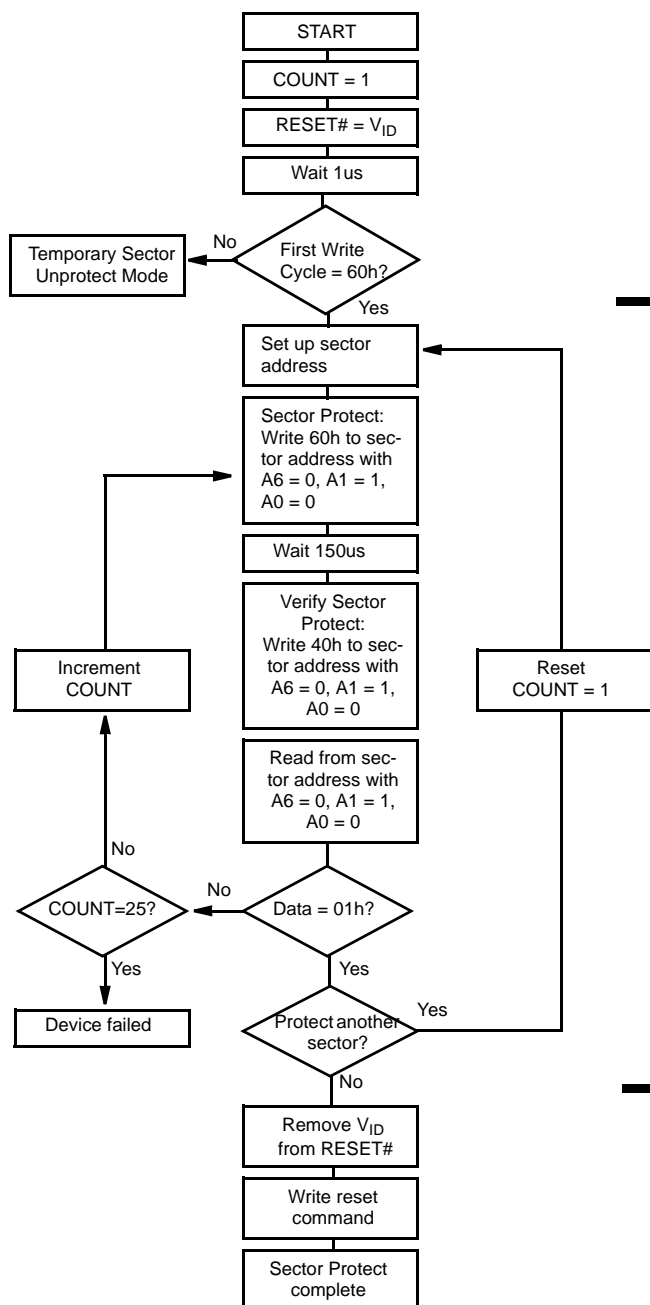 START
COUNT = 1
RESET# = VID
Wait 1us
No
First Write
Cycle = 60h?
Temporary Sector
Unprotect Mode
Yes
Set up sector
address
Sector Protect:
Write 60h to sec-
tor address with
A6 = 0, A1 = 1,
A0 = 0
Wait 150us
Verify Sector
Protect:
Write 40h to sec-
tor address with
A6 = 0, A1 = 1,
A0 = 0
Increment
COUNT
Reset
COUNT = 1
Read from sec-
tor address with
A6 = 0, A1 = 1,
A0 = 0
No
No
COUNT=25?
Data = 01h?
Yes
Yes
Device failed
Protect another
sector?
Yes
No
Remove VID
from RESET#
Write reset
command
Sector Protect
complete